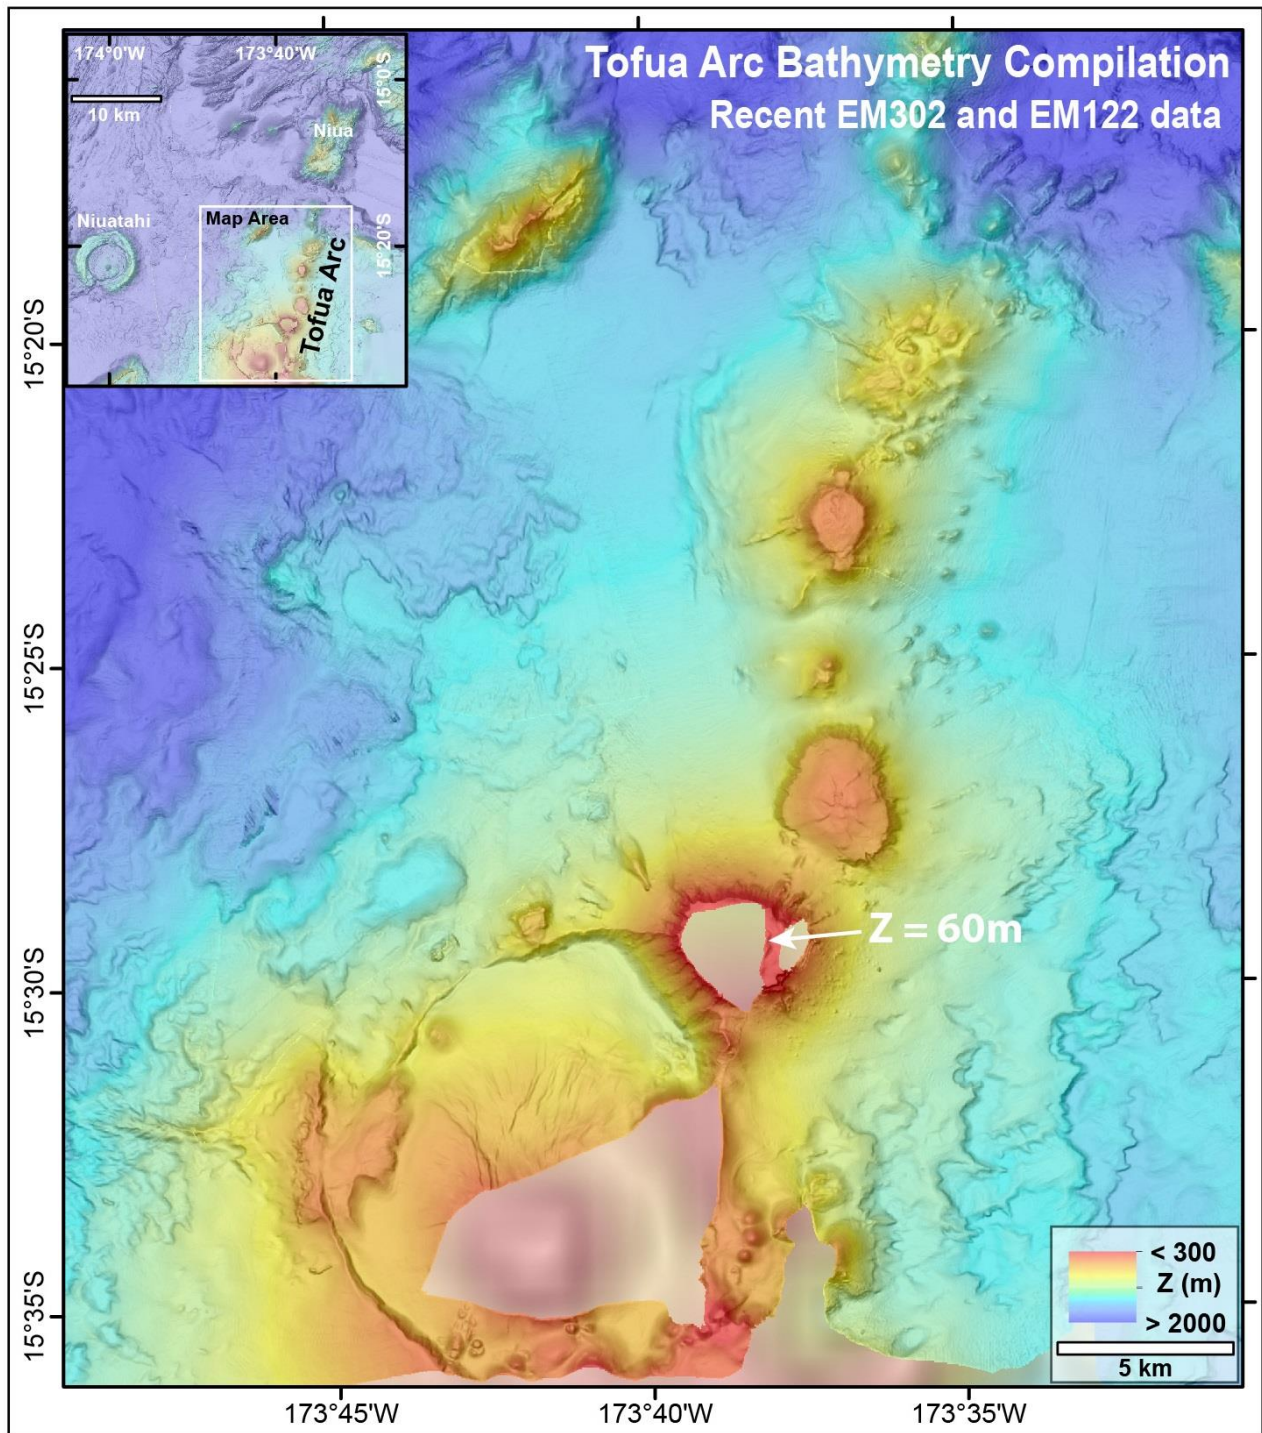 Tofua Arc Bathymetry Compilation
Recent EM302 and EM122 data
174°0'W
173°40'W
15°0'S
10 km
Niua
Niuatahi
Map Area
15°20'S
Tofua Arc
15°20'S
15°25'S
Z = 60m
15°30'S
15°35'S
< 300
Z (m)
> 2000
5 km
173°45'W
173°40'W
173°35'W